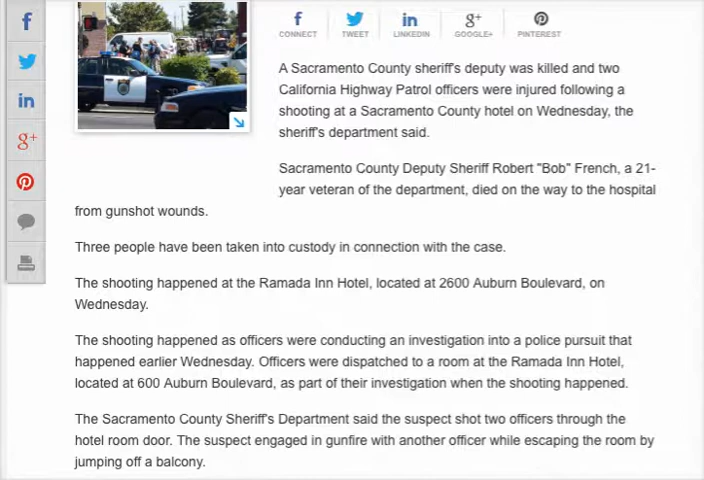 CONNECT TWEET LINKEDIN GOOGLE+ PINTEREST
A Sacramento County sheriff's deputy was killed and two
California Highway Patrol officers were injured following a
shooting at a Sacramento County hotel on Wednesday, the
sheriff's department said.
Sacramento County Deputy Sheriff Robert "Bob" French, a 21-
year veteran of the department, died on the way to the hospital
from gunshot wounds.
Three people have been taken into custody in connection with the case.
The shooting happened at the Ramada Inn Hotel, located at 2600 Auburn Boulevard, on
Wednesday.
The shooting happened as officers were conducting an investigation into a police pursuit that
happened earlier Wednesday. Officers were dispatched to a room at the Ramada Inn Hotel,
located at 600 Auburn Boulevard, as part of their investigation when the shooting happened.
The Sacramento County Sheriff's Department said the suspect shot two officers through the
hotel room door. The suspect engaged in gunfire with another officer while escaping the room by
jumping off a balcony.